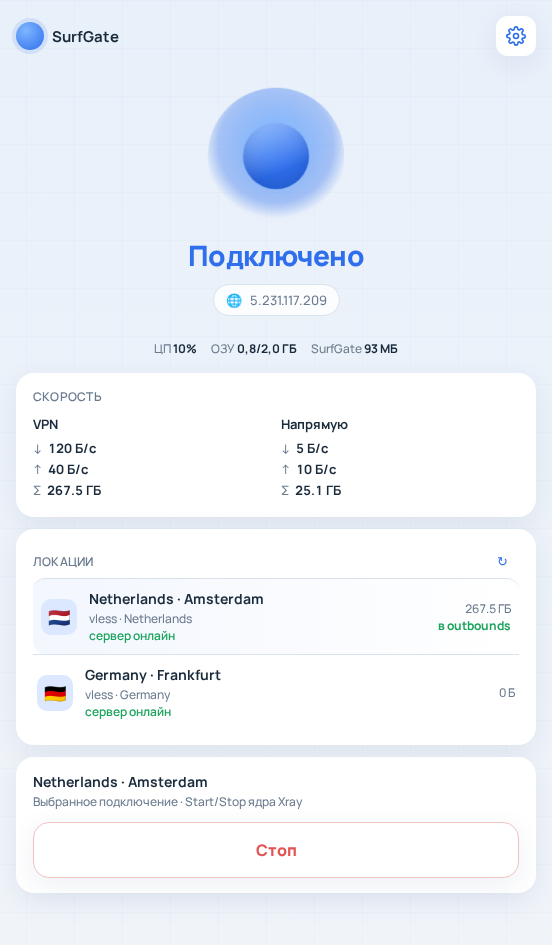 SurfGate
Подключено
5.231.117.209
ЦП 10% ОЗУ 0,8/2,0 ГБ SurfGate 93 МБ
СКОРОСТЬ
VPN Напрямую
↓ 120 Б/с ↓ 5 Б/с
↑ 40 Б/с ↑ 10 Б/с
Σ 267.5 ГБ Σ 25.1 ГБ
ЛОКАЦИИ ↻
Netherlands · Amsterdam
267.5 ГБ
vless · Netherlands
в outbounds
сервер онлайн
Germany · Frankfurt
vless · Germany
0 Б
сервер онлайн
Netherlands · Amsterdam
Выбранное подключение · Start/Stop ядра Xray
Стоп